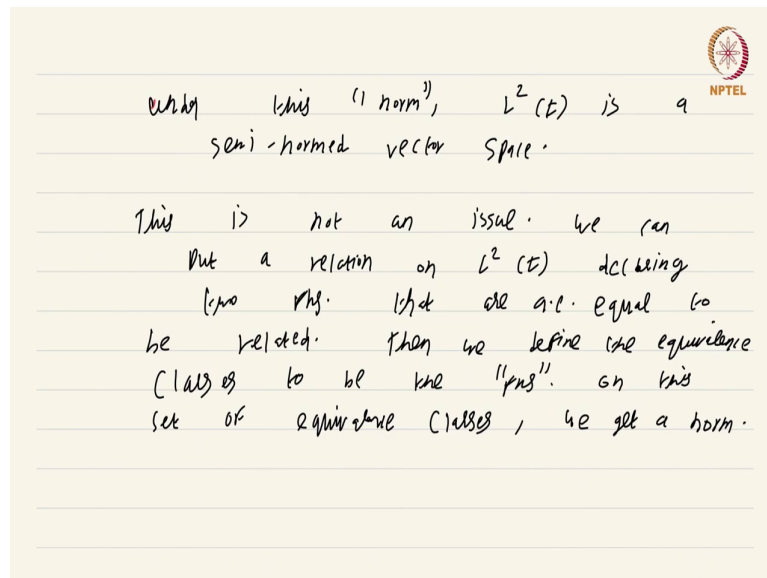 NPTEL
under this "norm", L²(E) is a
semi-normed vector space.
This is not an issue. We can
put a relation on L²(E) declaring
two fns. that are a.e. equal to
be related. Then we define the equivalence
classes to be the "fns". On this
set of equivalence classes, we get a norm.